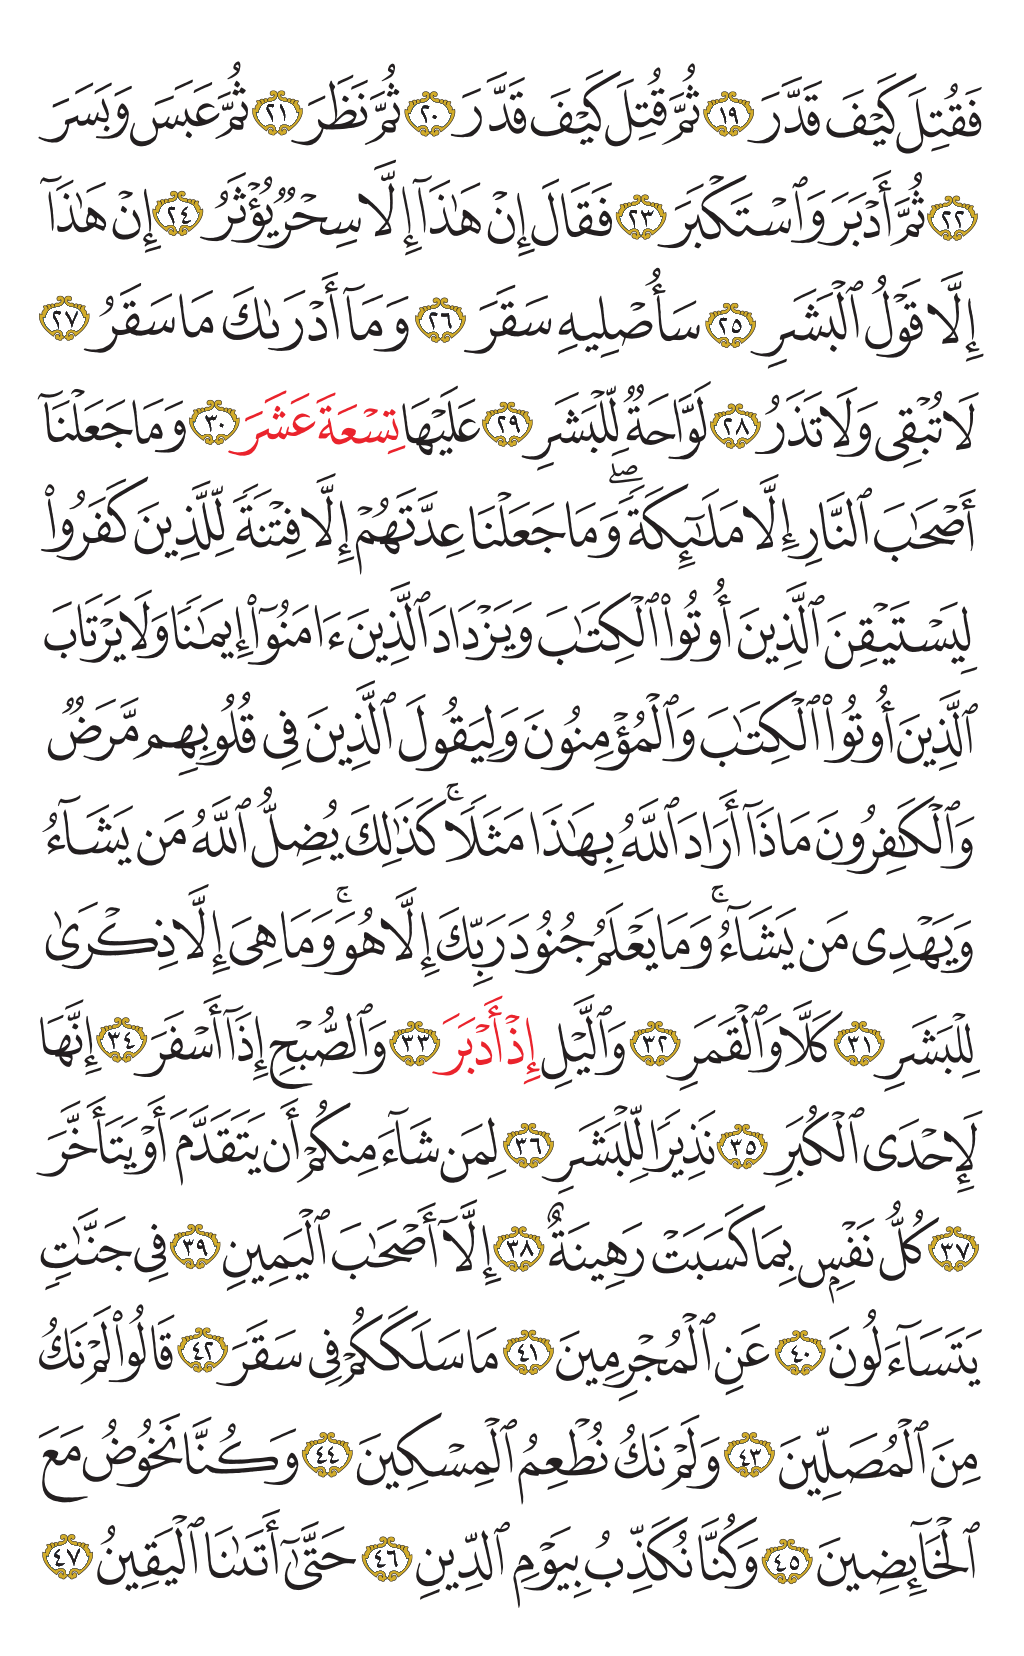 فَقُتِلَ كَيْفَ قَدَّرَ ١٩ ثُمَّ قُتِلَ كَيْفَ قَدَّرَ ٢٠ ثُمَّ نَظَرَ ٢١ ثُمَّ عَبَسَ وَبَسَرَ
٢٢ ثُمَّ أَدْبَرَ وَٱسْتَكْبَرَ ٢٣ فَقَالَ إِنْ هَٰذَآ إِلَّا سِحْرٌ يُؤْثَرُ ٢٤ إِنْ هَٰذَآ
إِلَّا قَوْلُ ٱلْبَشَرِ ٢٥ سَأُصْلِيهِ سَقَرَ ٢٦ وَمَآ أَدْرَىٰكَ مَا سَقَرُ ٢٧
لَا تُبْقِى وَلَا تَذَرُ ٢٨ لَوَّاحَةٌ لِّلْبَشَرِ ٢٩ عَلَيْهَا تِسْعَةَ عَشَرَ ٣٠ وَمَا جَعَلْنَآ
أَصْحَٰبَ ٱلنَّارِ إِلَّا مَلَٰٓئِكَةً ۖ وَمَا جَعَلْنَا عِدَّتَهُمْ إِلَّا فِتْنَةً لِّلَّذِينَ كَفَرُوا۟
لِيَسْتَيْقِنَ ٱلَّذِينَ أُوتُوا۟ ٱلْكِتَٰبَ وَيَزْدَادَ ٱلَّذِينَ ءَامَنُوٓا۟ إِيمَٰنًا وَلَا يَرْتَابَ
ٱلَّذِينَ أُوتُوا۟ ٱلْكِتَٰبَ وَٱلْمُؤْمِنُونَ وَلِيَقُولَ ٱلَّذِينَ فِى قُلُوبِهِم مَّرَضٌ
وَٱلْكَٰفِرُونَ مَاذَآ أَرَادَ ٱللَّهُ بِهَٰذَا مَثَلًا ۚ كَذَٰلِكَ يُضِلُّ ٱللَّهُ مَن يَشَآءُ
وَيَهْدِى مَن يَشَآءُ ۚ وَمَا يَعْلَمُ جُنُودَ رَبِّكَ إِلَّا هُوَ ۚ وَمَا هِىَ إِلَّا ذِكْرَىٰ
لِلْبَشَرِ ٣١ كَلَّا وَٱلْقَمَرِ ٣٢ وَٱلَّيْلِ إِذْ أَدْبَرَ ٣٣ وَٱلصُّبْحِ إِذَآ أَسْفَرَ ٣٤ إِنَّهَا
لَإِحْدَى ٱلْكُبَرِ ٣٥ نَذِيرًا لِّلْبَشَرِ ٣٦ لِمَن شَآءَ مِنكُمْ أَن يَتَقَدَّمَ أَوْ يَتَأَخَّرَ
٣٧ كُلُّ نَفْسٍۭ بِمَا كَسَبَتْ رَهِينَةٌ ٣٨ إِلَّآ أَصْحَٰبَ ٱلْيَمِينِ ٣٩ فِى جَنَّٰتٍ
يَتَسَآءَلُونَ ٤٠ عَنِ ٱلْمُجْرِمِينَ ٤١ مَا سَلَكَكُمْ فِى سَقَرَ ٤٢ قَالُوا۟ لَمْ نَكُ
مِنَ ٱلْمُصَلِّينَ ٤٣ وَلَمْ نَكُ نُطْعِمُ ٱلْمِسْكِينَ ٤٤ وَكُنَّا نَخُوضُ مَعَ
ٱلْخَآئِضِينَ ٤٥ وَكُنَّا نُكَذِّبُ بِيَوْمِ ٱلدِّينِ ٤٦ حَتَّىٰٓ أَتَىٰنَا ٱلْيَقِينُ ٤٧